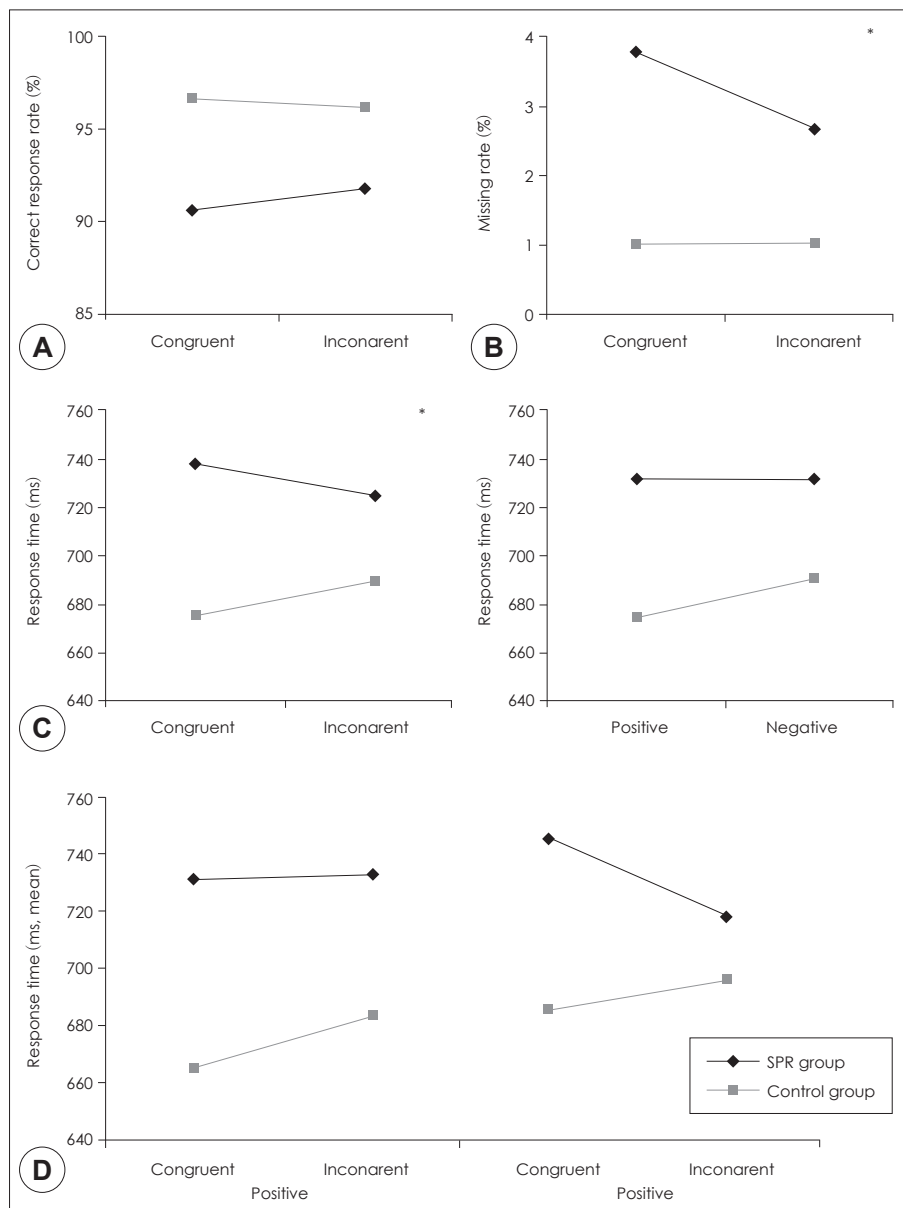 100
95
90
85
Correct response rate (%)
Congruent
Inconarent
A
4
3
2
1
0
Missing rate (%)
*
Congruent
Inconarent
B
760
740
720
700
680
660
640
Response time (ms)
*
Congruent
Inconarent
C
760
740
720
700
680
660
640
Response time (ms)
Positive
Negative
760
740
720
700
680
660
640
Response time (ms, mean)
SPR group
Control group
Congruent
Inconarent
Congruent
Inconarent
Positive
Positive
D